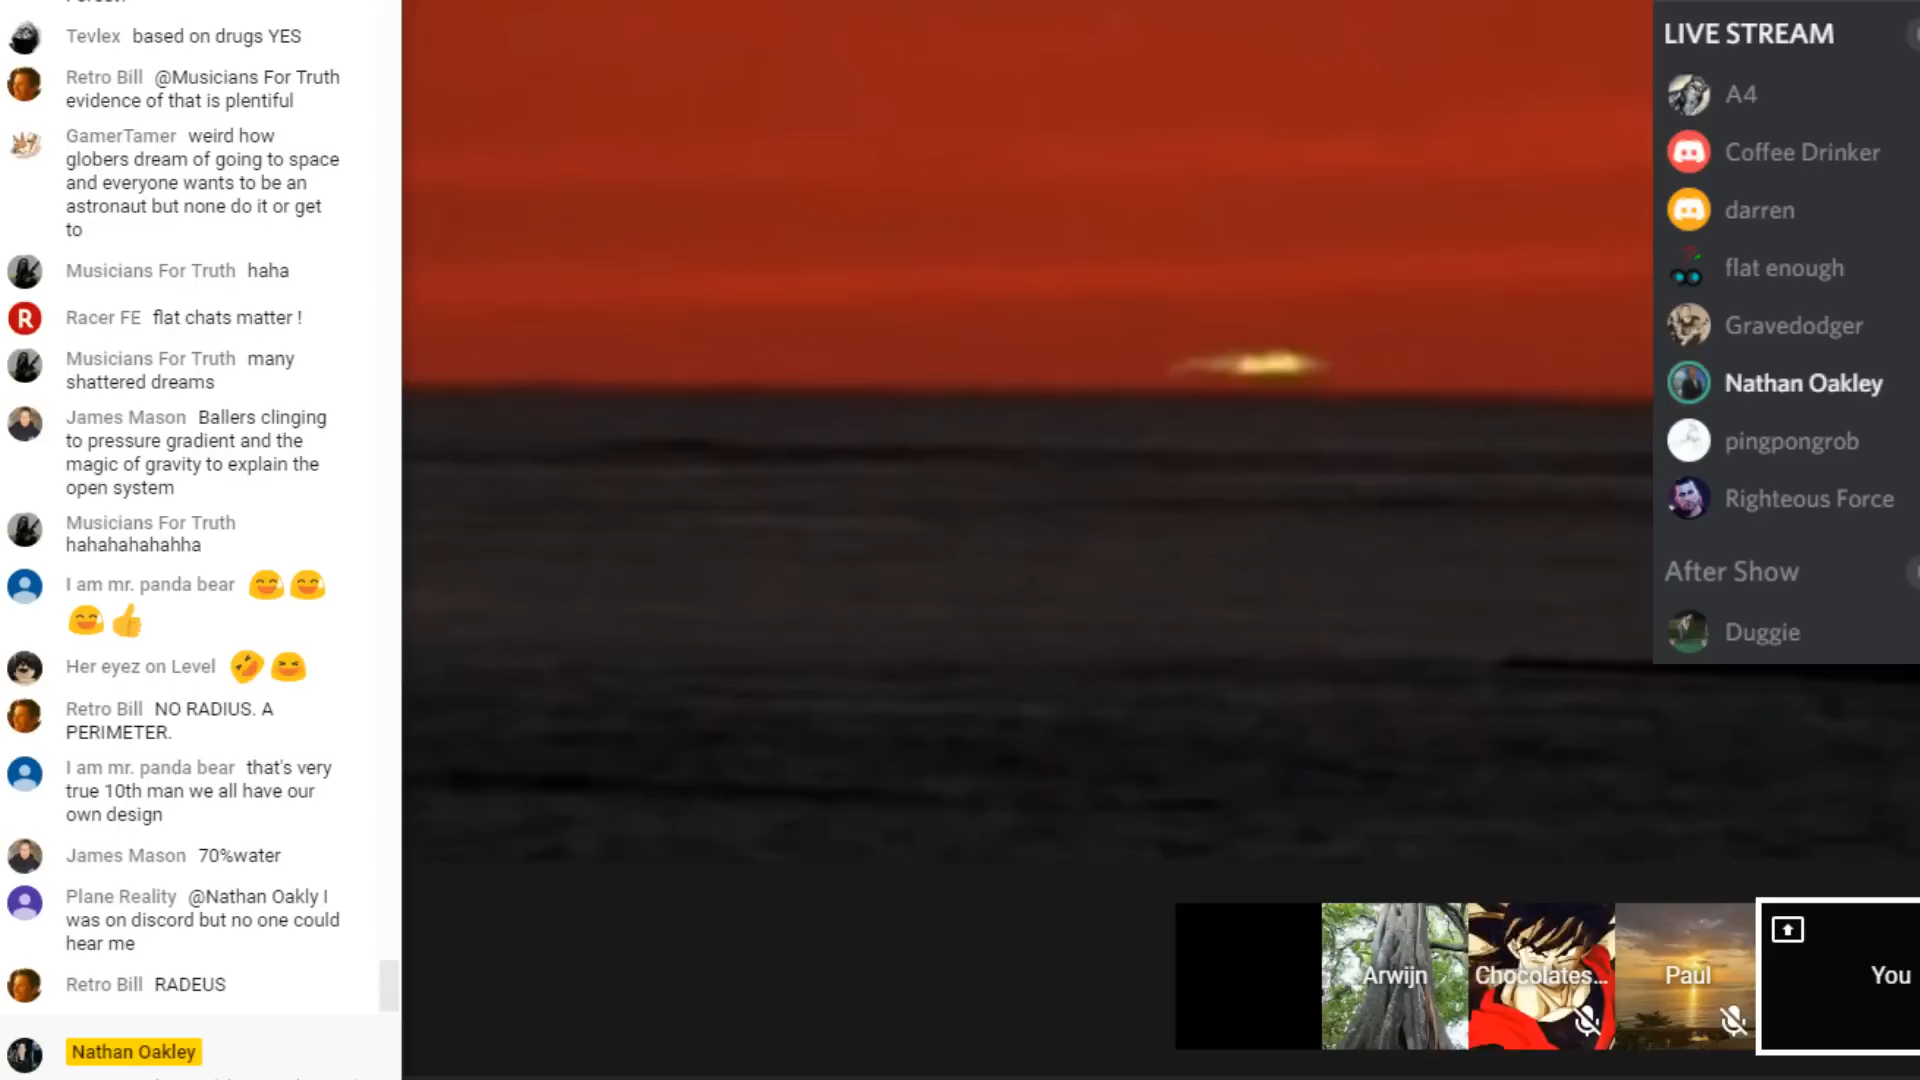 Tevlex based on drugs YES
Retro Bill @Musicians For Truth
evidence of that is plentiful
GamerTamer weird how
globers dream of going to space
and everyone wants to be an
astronaut but none do it or get
to
Musicians For Truth haha
R Racer FE flat chats matter !
Musicians For Truth many
shattered dreams
James Mason Ballers clinging
to pressure gradient and the
magic of gravity to explain the
open system
Musicians For Truth
hahahahahahha
I am mr. panda bear
Her eyez on Level
Retro Bill NO RADIUS. A
PERIMETER.
I am mr. panda bear that's very
true 10th man we all have our
own design
James Mason 70%water
Plane Reality @Nathan Oakly I
was on discord but no one could
hear me
Retro Bill RADEUS
Nathan Oakley
LIVE STREAM
A4
Coffee Drinker
darren
flat enough
Gravedodger
Nathan Oakley
pingpongrob
Righteous Force
After Show
Duggie
Arwijn
Chocolates...
Paul
You